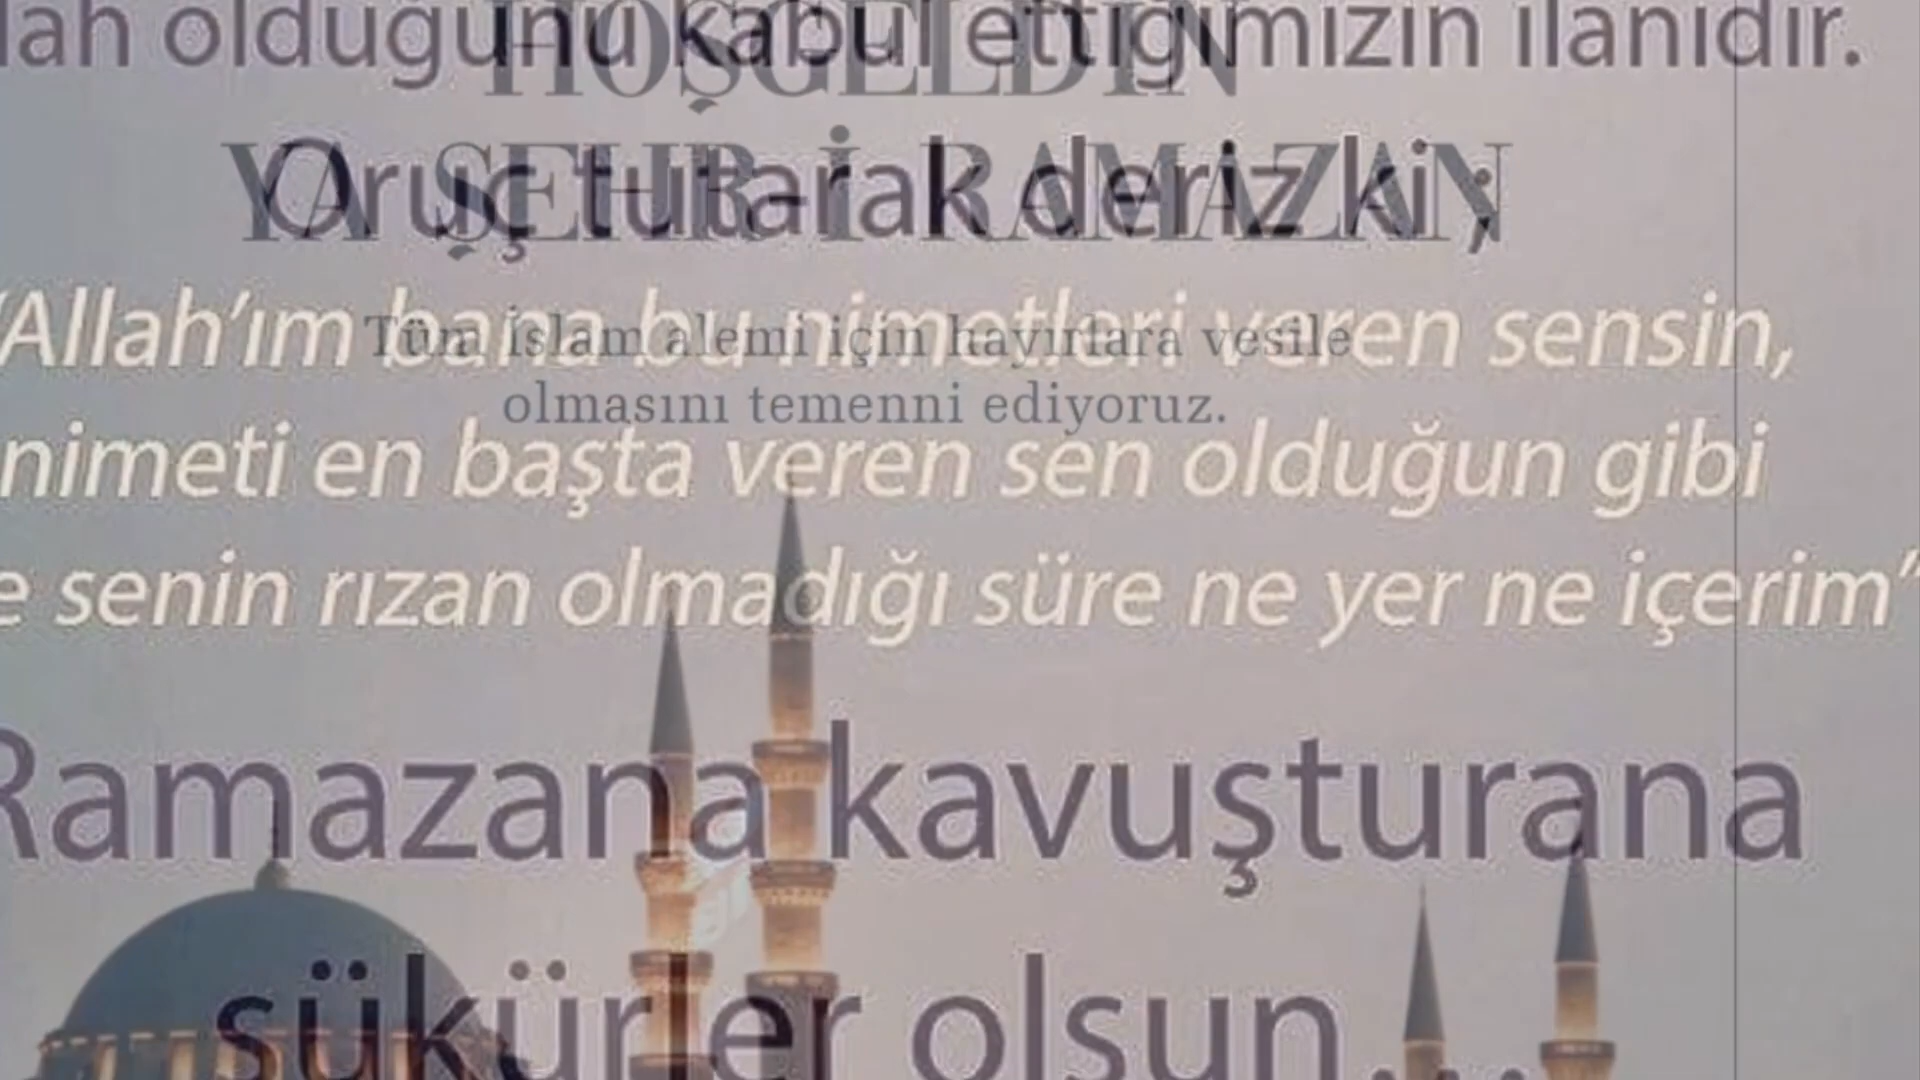 lah olduğunu kabul ettiğimizin ilanıdır.
HOŞGELDİN
Oruç tutarak deriz ki ;
YA ŞEHR-İ RAMAZAN
“Allah’ım bana bu nimetleri veren sensin,
Tüm İslam alemi için hayırlara vesile
olmasını temenni ediyoruz.
nimeti en başta veren sen olduğun gibi
e senin rızan olmadığı süre ne yer ne içerim”
Ramazana kavuşturana
şükürler olsun...